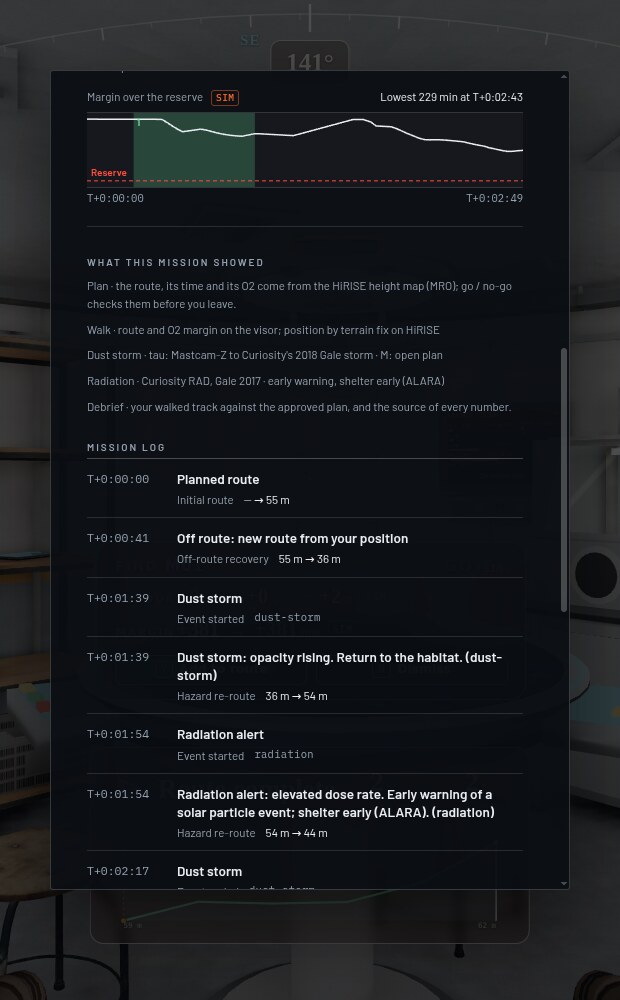 SE
141°
Margin over the reserve SIM Lowest 229 min at T+0:02:43
Reserve
T+0:00:00 T+0:02:49
WHAT THIS MISSION SHOWED
Plan · the route, its time and its O2 come from the HiRISE height map (MRO); go / no-go
checks them before you leave.
Walk · route and O2 margin on the visor; position by terrain fix on HiRISE
Dust storm · tau: Mastcam-Z to Curiosity's 2018 Gale storm · M: open plan
Radiation · Curiosity RAD, Gale 2017 · early warning, shelter early (ALARA)
Debrief · your walked track against the approved plan, and the source of every number.
MISSION LOG
T+0:00:00 Planned route
Initial route — → 55 m
T+0:00:41 Off route: new route from your position
Off-route recovery 55 m → 36 m
T+0:01:39 Dust storm
Event started dust-storm
T+0:01:39 Dust storm: opacity rising. Return to the habitat. (dust-
storm)
Hazard re-route 36 m → 54 m
T+0:01:54 Radiation alert
Event started radiation
T+0:01:54 Radiation alert: elevated dose rate. Early warning of a
solar particle event; shelter early (ALARA). (radiation)
Hazard re-route 54 m → 44 m
T+0:02:17 Dust storm